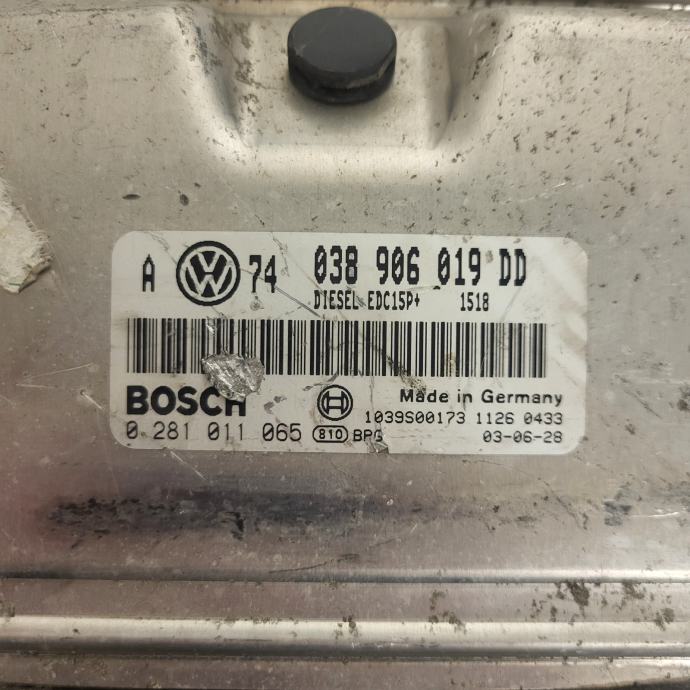 A VW 74 038 906 019 DD
DIESEL EDC15P+ 1518
BOSCH Made in Germany
1039S00173 1126 0433
0 281 011 065 810 BPG 03-06-28